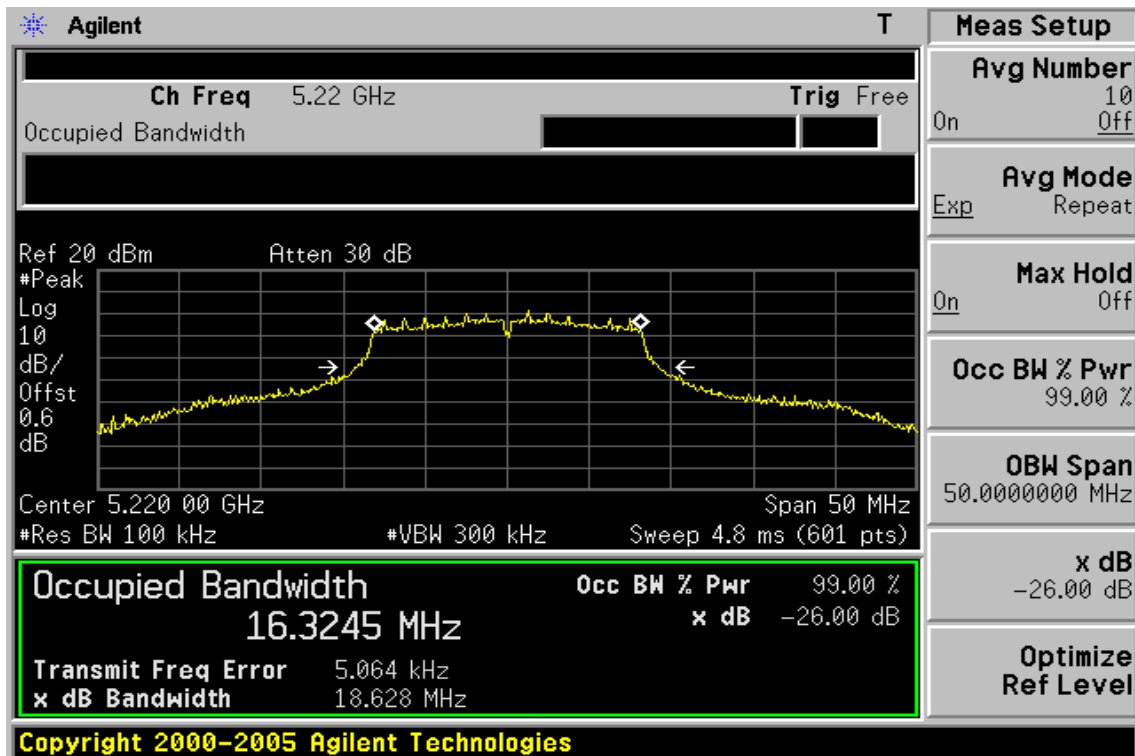 Agilent T
Ch Freq 5.22 GHz Trig Free
Occupied Bandwidth
Ref 20 dBm Atten 30 dB
#Peak
Log
10
dB/
Offst
0.6
dB
Center 5.220 00 GHz Span 50 MHz
#Res BW 100 kHz #VBW 300 kHz Sweep 4.8 ms (601 pts)
Occupied Bandwidth Occ BW % Pwr 99.00 %
16.3245 MHz x dB -26.00 dB
Transmit Freq Error 5.064 kHz
x dB Bandwidth 18.628 MHz
Copyright 2000-2005 Agilent Technologies
Meas Setup
Avg Number
10
On Off
Avg Mode
Exp Repeat
Max Hold
On Off
Occ BW % Pwr
99.00 %
OBW Span
50.0000000 MHz
x dB
-26.00 dB
Optimize
Ref Level